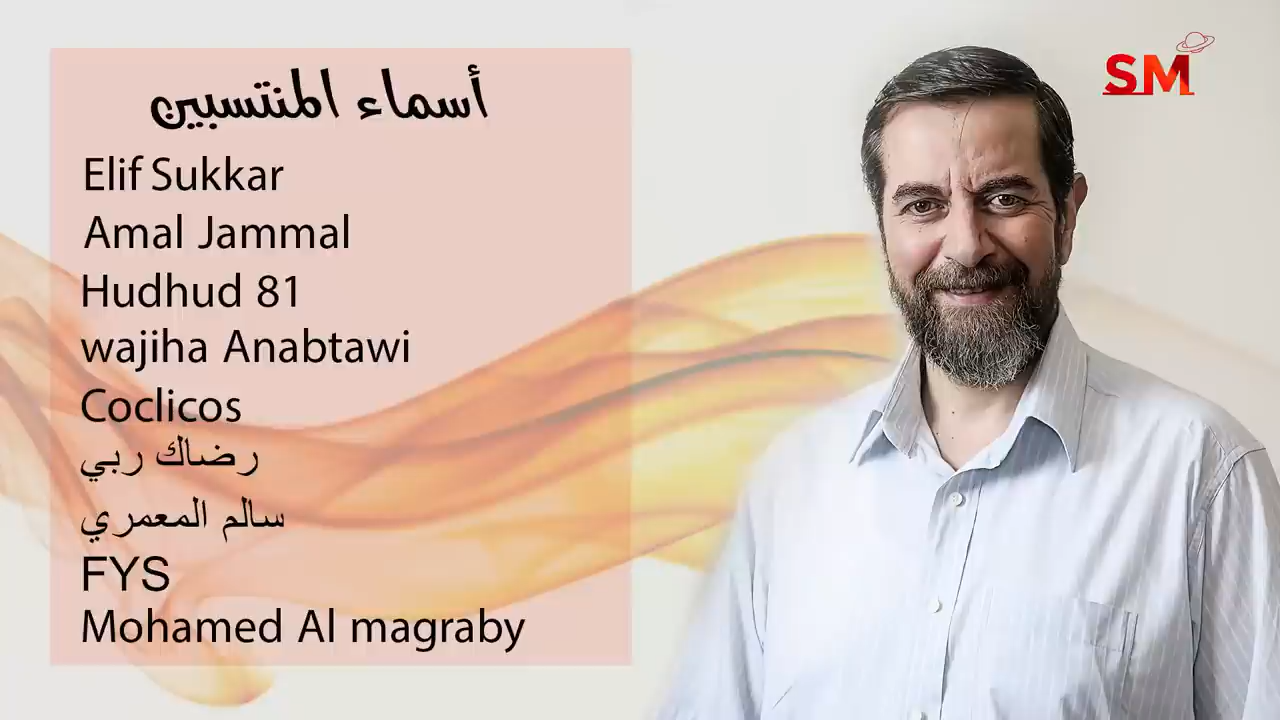 أسماء المنتسبين
Elif Sukkar
Amal Jammal
Hudhud 81
wajiha Anabtawi
Coclicos
رضاك ربي
سالم المعمري
FYS
Mohamed Al magraby
SM